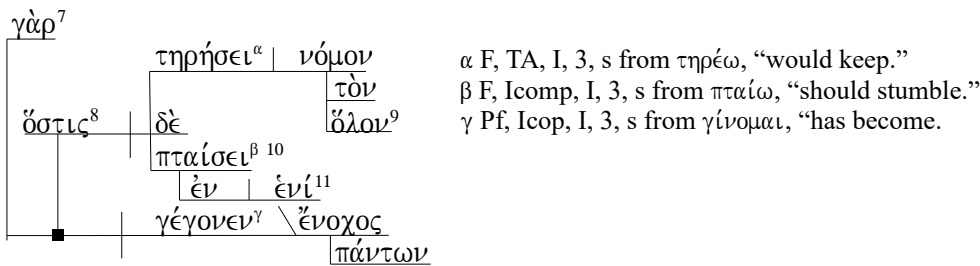 γὰρ⁷
τηρήσειᵅ νόμον
τὸν
ὅστις⁸ δὲ ὅλον⁹
πταίσειᵝ ¹⁰
ἐν ἑνί¹¹
γέγονενᵞ ἔνοχος
πάντων
α F, TA, I, 3, s from τηρέω, “would keep.”
β F, Icomp, I, 3, s from πταίω, “should stumble.”
γ Pf, Icop, I, 3, s from γίνομαι, “has become.